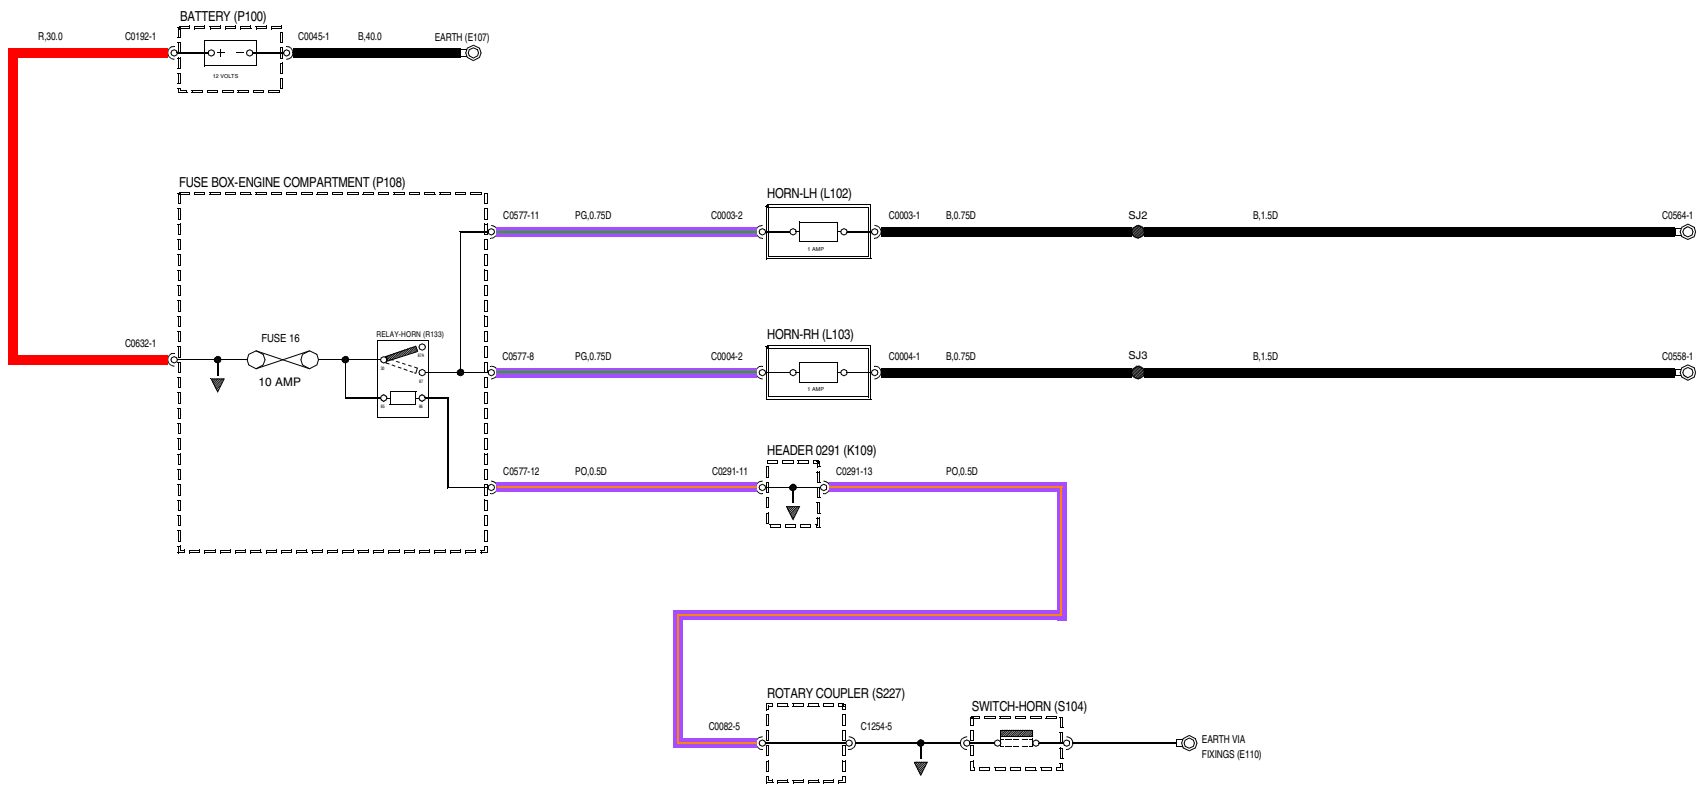 BATTERY (P100)
R,30.0
C0192-1
C0045-1
B,40.0
EARTH (E107)
+ −
12 VOLTS
FUSE BOX-ENGINE COMPARTMENT (P108)
HORN-LH (L102)
C0577-11
PG,0.75D
C0003-2
C0003-1
B,0.75D
SJ2
B,1.5D
C0564-1
1 AMP
C0632-1
FUSE 16
10 AMP
RELAY-HORN (R133)
87A
30
87
85
86
HORN-RH (L103)
C0577-8
PG,0.75D
C0004-2
C0004-1
B,0.75D
SJ3
B,1.5D
C0558-1
1 AMP
HEADER 0291 (K109)
C0577-12
PO,0.5D
C0291-11
C0291-13
PO,0.5D
ROTARY COUPLER (S227)
SWITCH-HORN (S104)
C0082-5
C1254-5
EARTH VIA
FIXINGS (E110)